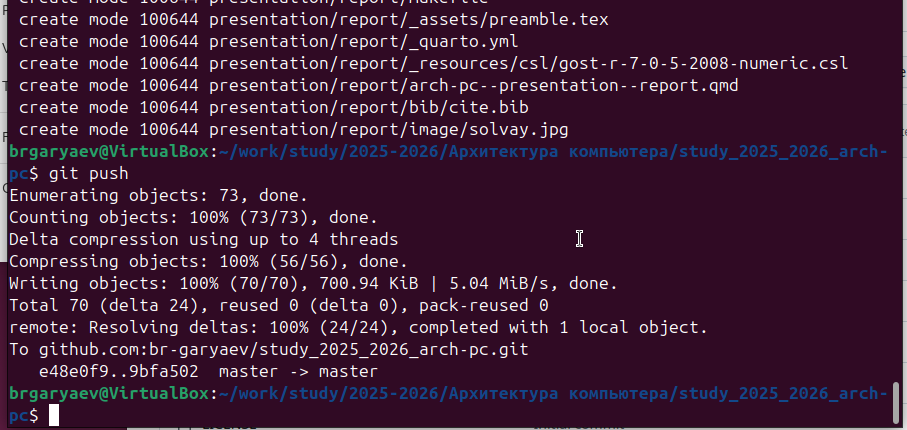 create mode 100644 presentation/report/Makefile
create mode 100644 presentation/report/_assets/preamble.tex
create mode 100644 presentation/report/_quarto.yml
create mode 100644 presentation/report/_resources/csl/gost-r-7-0-5-2008-numeric.csl
create mode 100644 presentation/report/arch-pc--presentation--report.qmd
create mode 100644 presentation/report/bib/cite.bib
create mode 100644 presentation/report/image/solvay.jpg
brgaryaev@VirtualBox:~/work/study/2025-2026/Архитектура компьютера/study_2025_2026_arch-
pc$ git push
Enumerating objects: 73, done.
Counting objects: 100% (73/73), done.
Delta compression using up to 4 threads
Compressing objects: 100% (56/56), done.
Writing objects: 100% (70/70), 700.94 KiB | 5.04 MiB/s, done.
Total 70 (delta 24), reused 0 (delta 0), pack-reused 0
remote: Resolving deltas: 100% (24/24), completed with 1 local object.
To github.com:br-garyaev/study_2025_2026_arch-pc.git
e48e0f9..9bfa502  master -> master
brgaryaev@VirtualBox:~/work/study/2025-2026/Архитектура компьютера/study_2025_2026_arch-
pc$